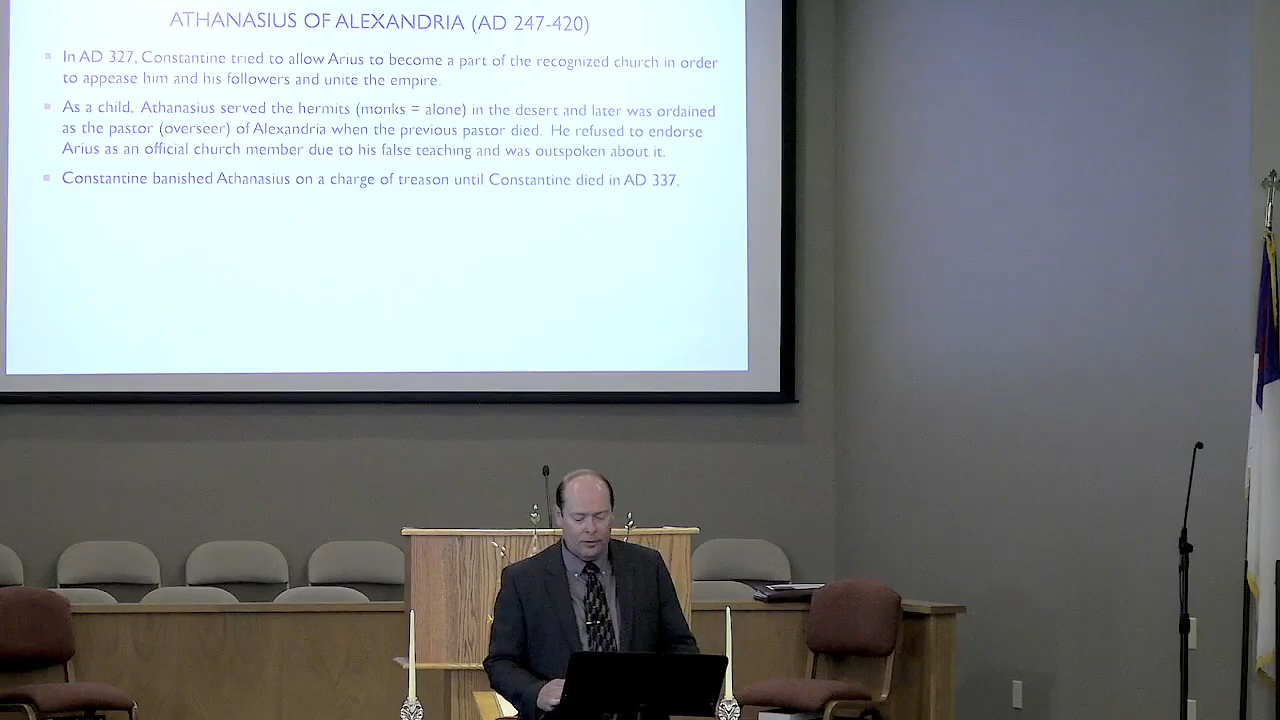 ATHANASIUS OF ALEXANDRIA (AD 247-420)
In AD 327, Constantine tried to allow Arius to become a part of the recognized church in order
to appease him and his followers and unite the empire.
As a child, Athanasius served the hermits (monks = alone) in the desert and later was ordained
as the pastor (overseer) of Alexandria when the previous pastor died. He refused to endorse
Arius as an official church member due to his false teaching and was outspoken about it.
Constantine banished Athanasius on a charge of treason until Constantine died in AD 337.